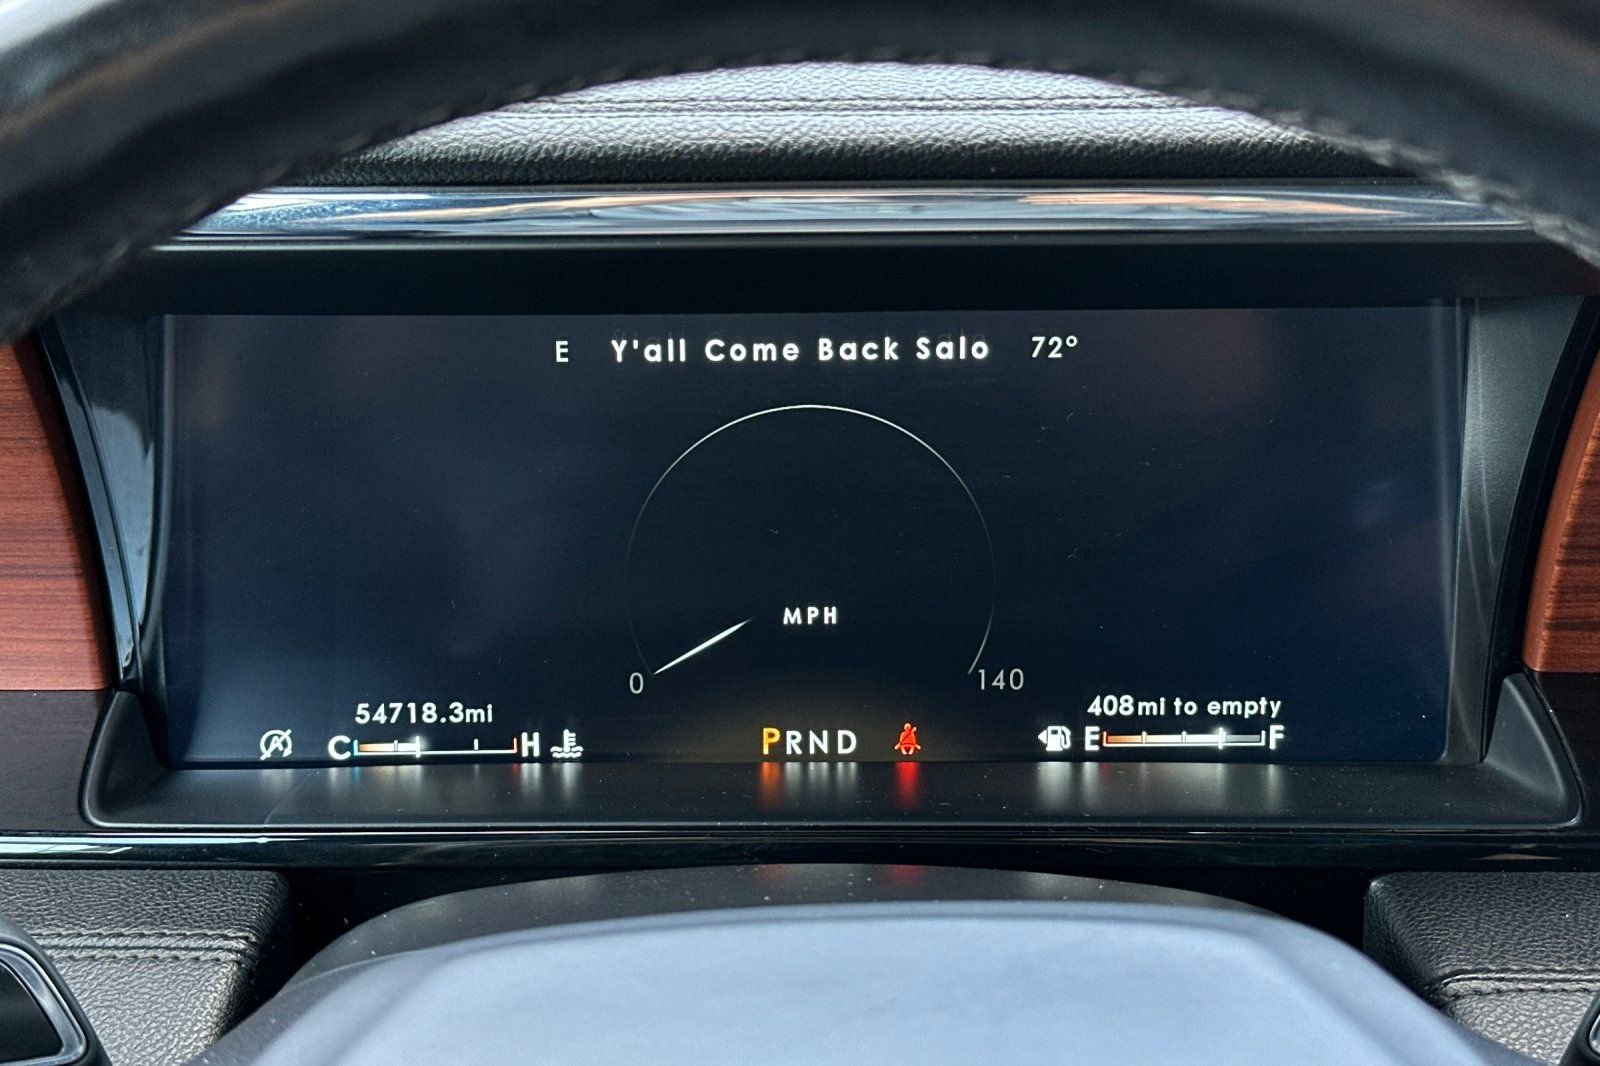 E Y'all Come Back Salo 72°
MPH
0 140
54718.3mi 408mi to empty
C H PRND E F